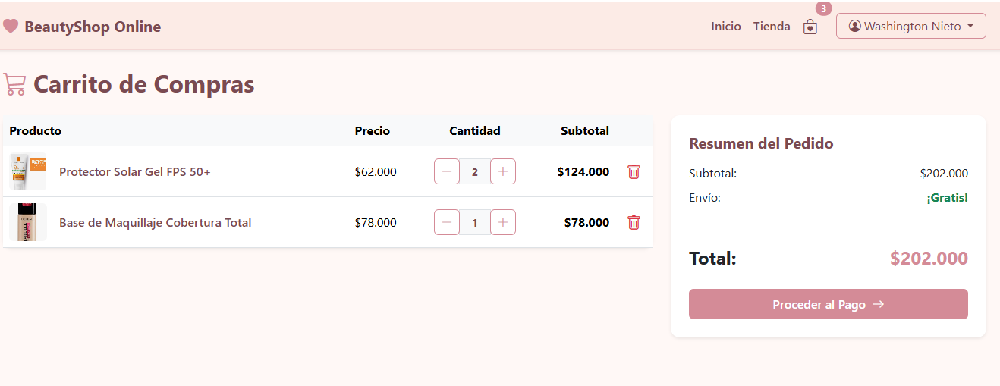 3
BeautyShop Online
Inicio Tienda Washington Nieto
Carrito de Compras
Producto Precio Cantidad Subtotal
Protector Solar Gel FPS 50+ $62.000 2 $124.000
Base de Maquillaje Cobertura Total $78.000 1 $78.000
Resumen del Pedido
Subtotal: $202.000
Envío: ¡Gratis!
Total: $202.000
Proceder al Pago →